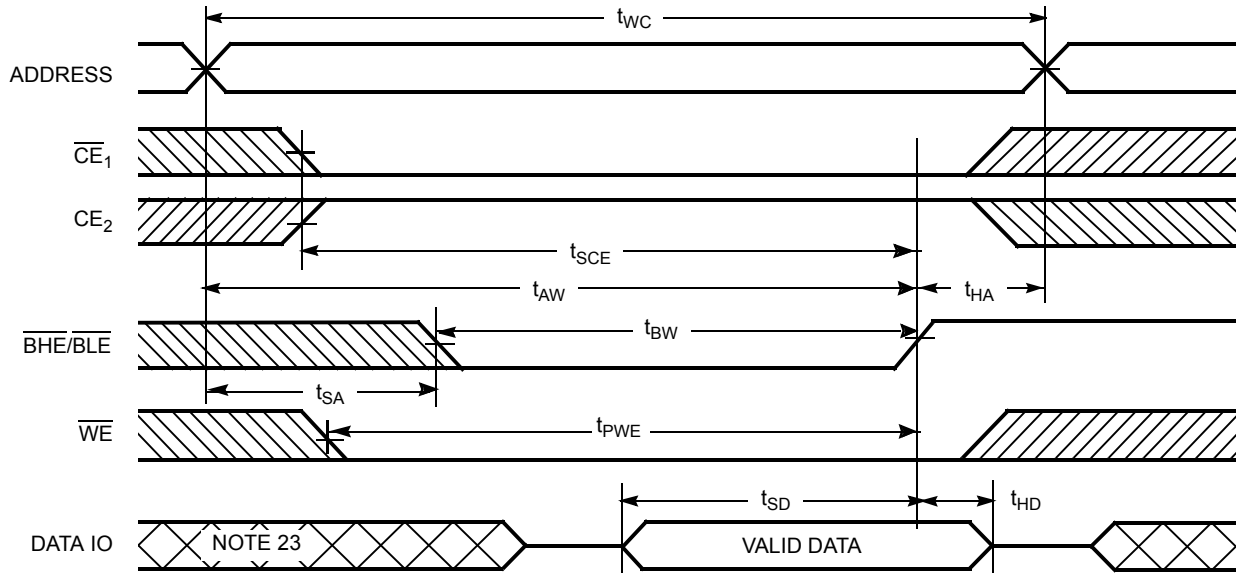 tWC
ADDRESS
CE1
CE2
tSCE
tAW
tHA
BHE/BLE
tBW
tSA
WE
tPWE
tSD
tHD
DATA IO
NOTE 23
VALID DATA